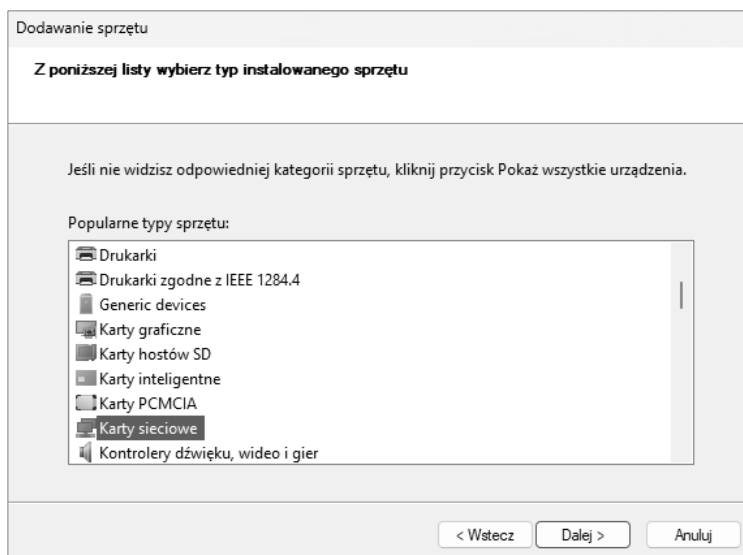 Dodawanie sprzętu
Z poniższej listy wybierz typ instalowanego sprzętu
Jeśli nie widzisz odpowiedniej kategorii sprzętu, kliknij przycisk Pokaż wszystkie urządzenia.
Popularne typy sprzętu:
Drukarki
Drukarki zgodne z IEEE 1284.4
Generic devices
Karty graficzne
Karty hostów SD
Karty inteligentne
Karty PCMCIA
Karty sieciowe
Kontrolery dźwięku, wideo i gier
< Wstecz Dalej > Anuluj